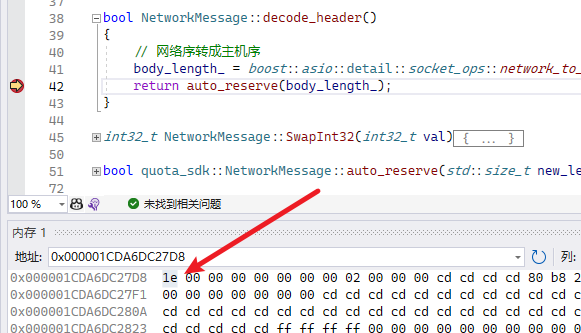 37
38 bool NetworkMessage::decode_header()
39 {
40 // 网络序转成主机序
41 body_length_ = boost::asio::detail::socket_ops::network_to_
42 return auto_reserve(body_length_);
43 }
44
45 int32_t NetworkMessage::SwapInt32(int32_t val){ ... }
50
51 bool quota_sdk::NetworkMessage::auto_reserve(std::size_t new_le
72
100 % 未找到相关问题
内存 1
地址: 0x000001CDA6DC27D8 列:
0x000001CDA6DC27D8 1e 00 00 00 00 00 00 00 02 00 00 00 cd cd cd cd 80 b8 2
0x000001CDA6DC27F1 00 00 00 00 00 00 00 cd cd cd cd cd cd cd cd cd cd cd c
0x000001CDA6DC280A cd cd cd cd cd cd cd cd cd cd cd cd cd cd cd cd cd cd c
0x000001CDA6DC2823 cd cd cd cd cd ff ff ff ff 00 00 00 00 00 00 00 00 00